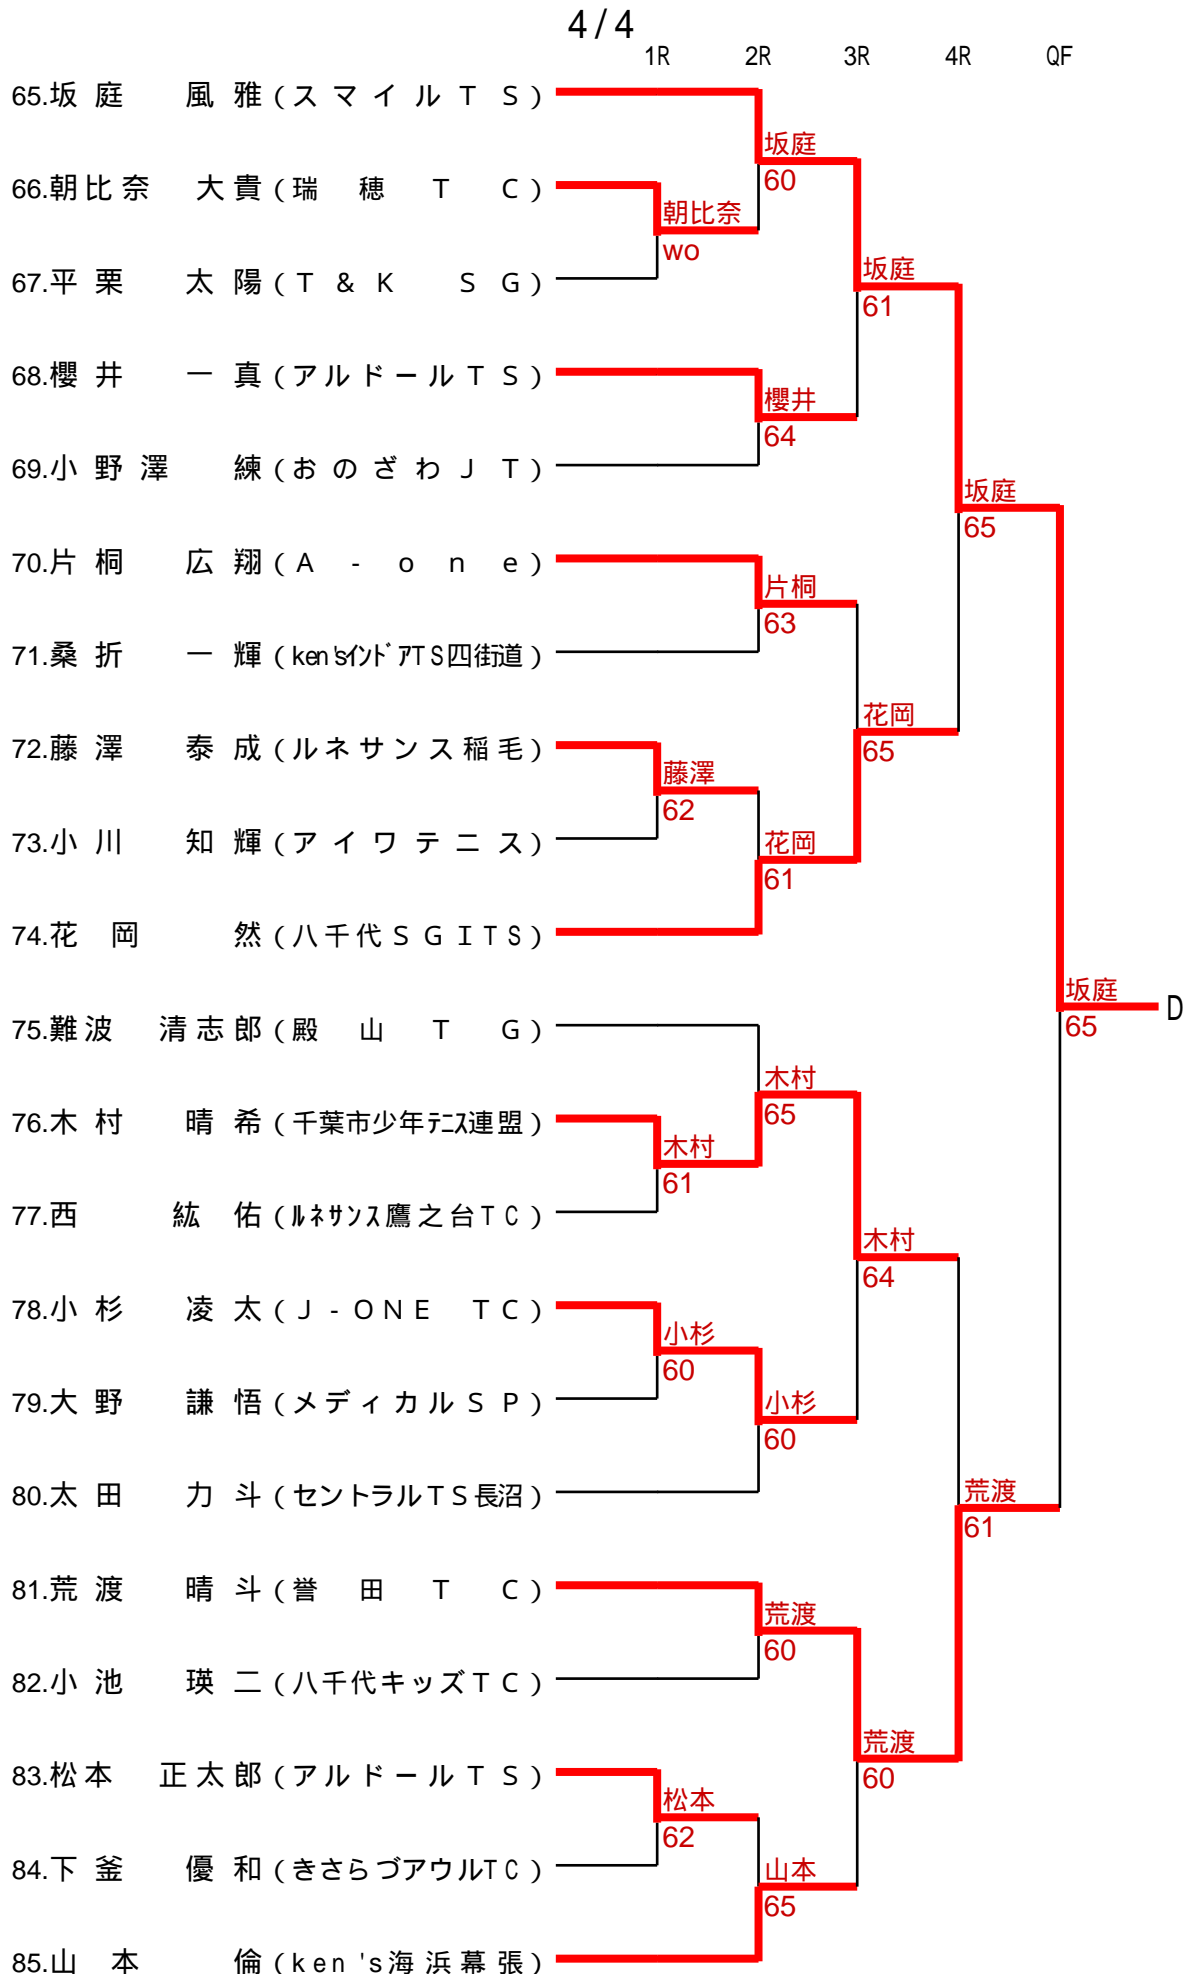 4/4
1R 2R 3R 4R QF
65.坂庭 風雅(スマイルTS)
坂庭
60
66.朝比奈 大貴(瑞穂TC)
朝比奈
wo
67.平栗 太陽(T&K SG)
坂庭
61
68.櫻井 一真(アルドールTS)
櫻井
64
69.小野澤 練(おのざわJT)
坂庭
65
70.片桐 広翔(A-one)
片桐
63
71.桑折 一輝(ken'sインドアTS四街道)
花岡
65
72.藤澤 泰成(ルネサンス稲毛)
藤澤
62
73.小川 知輝(アイワテニス)
花岡
61
74.花岡 然(八千代SGITS)
坂庭
65
D
75.難波 清志郎(殿山TG)
木村
65
76.木村 晴希(千葉市少年テニス連盟)
木村
61
77.西 紘佑(ルネサンス鷹之台TC)
木村
64
78.小杉 凌太(J-ONE TC)
小杉
60
79.大野 謙悟(メディカルSP)
小杉
60
80.太田 力斗(セントラルTS長沼)
荒渡
61
81.荒渡 晴斗(誉田TC)
荒渡
60
82.小池 瑛二(八千代キッズTC)
荒渡
60
83.松本 正太郎(アルドールTS)
松本
62
84.下釜 優和(きさらづアウルTC)
山本
65
85.山本 倫(ken's海浜幕張)